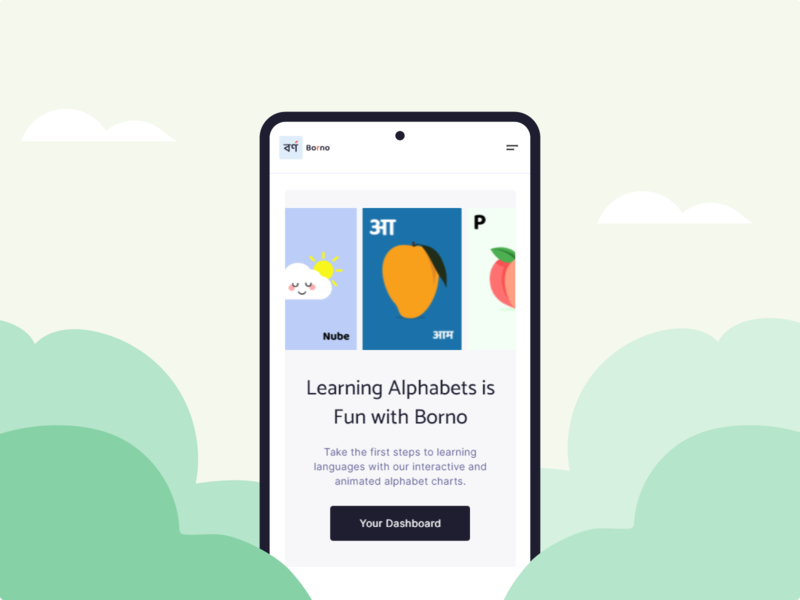 বর্ণ
Borno
आ
P
Nube
आम
Learning Alphabets is
Fun with Borno
Take the first steps to learning
languages with our interactive and
animated alphabet charts.
Your Dashboard